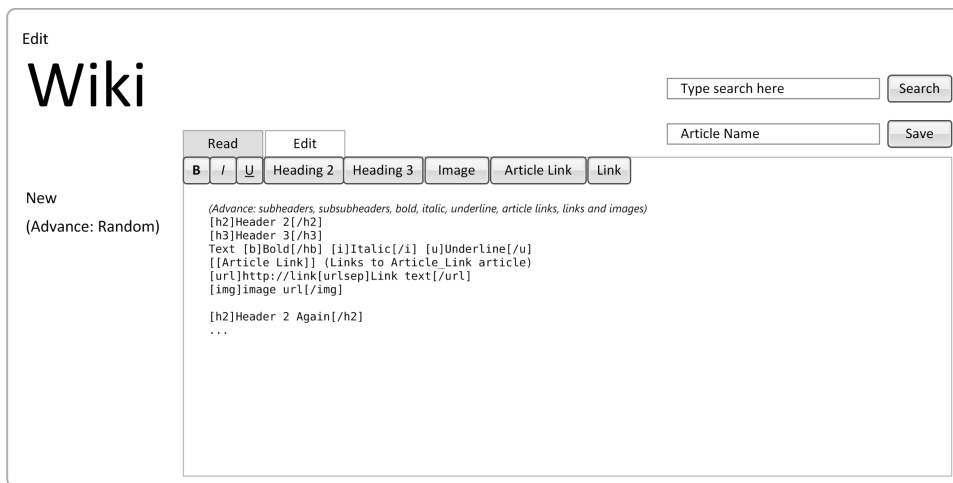 Edit
Wiki
Type search here
Search
Article Name
Save
Read
Edit
B
I
U
Heading 2
Heading 3
Image
Article Link
Link
New
(Advance: Random)
(Advance: subheaders, subsubheaders, bold, italic, underline, article links, links and images)
[h2]Header 2[/h2]
[h3]Header 3[/h3]
Text [b]Bold[/hb] [i]Italic[/i] [u]Underline[/u]
[[Article Link]] (Links to Article_Link article)
[url]http://link[urlsep]Link text[/url]
[img]image url[/img]
[h2]Header 2 Again[/h2]
...